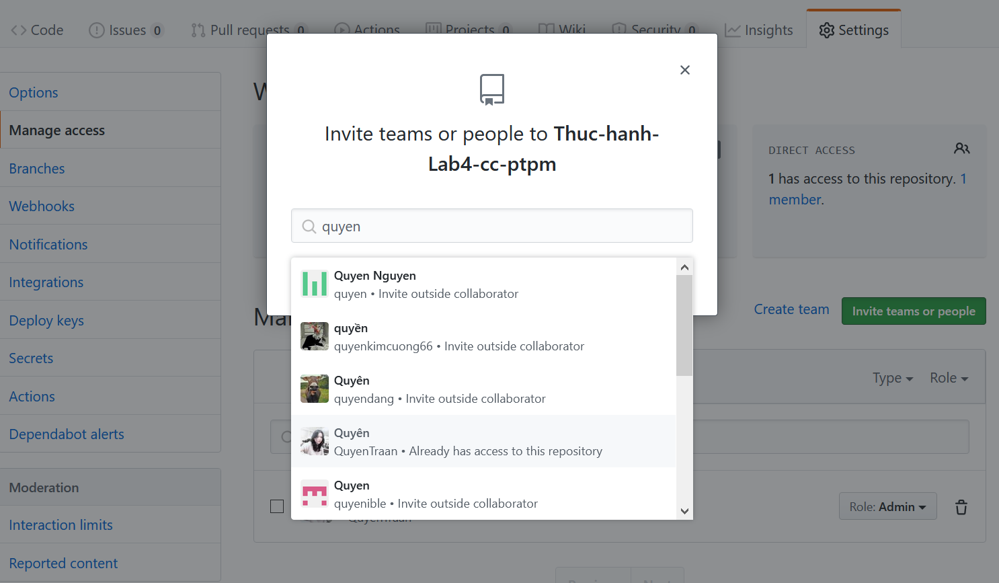 Code Issues 0 Pull requests 0 Actions Projects 0 Wiki Security 0 Insights Settings
Options
Manage access
Branches
Webhooks
Notifications
Integrations
Deploy keys
Secrets
Actions
Dependabot alerts
Moderation
Interaction limits
Reported content
W
Invite teams or people to Thuc-hanh-
Lab4-cc-ptpm
quyen
Quyen Nguyen
quyen • Invite outside collaborator
quyền
quyenkimcuong66 • Invite outside collaborator
Quyên
quyendang • Invite outside collaborator
Quyên
QuyenTraan • Already has access to this repository
Quyen
quyenible • Invite outside collaborator
DIRECT ACCESS
1 has access to this repository. 1
member.
Create team Invite teams or people
Type Role
QuyenTraan
Role: Admin